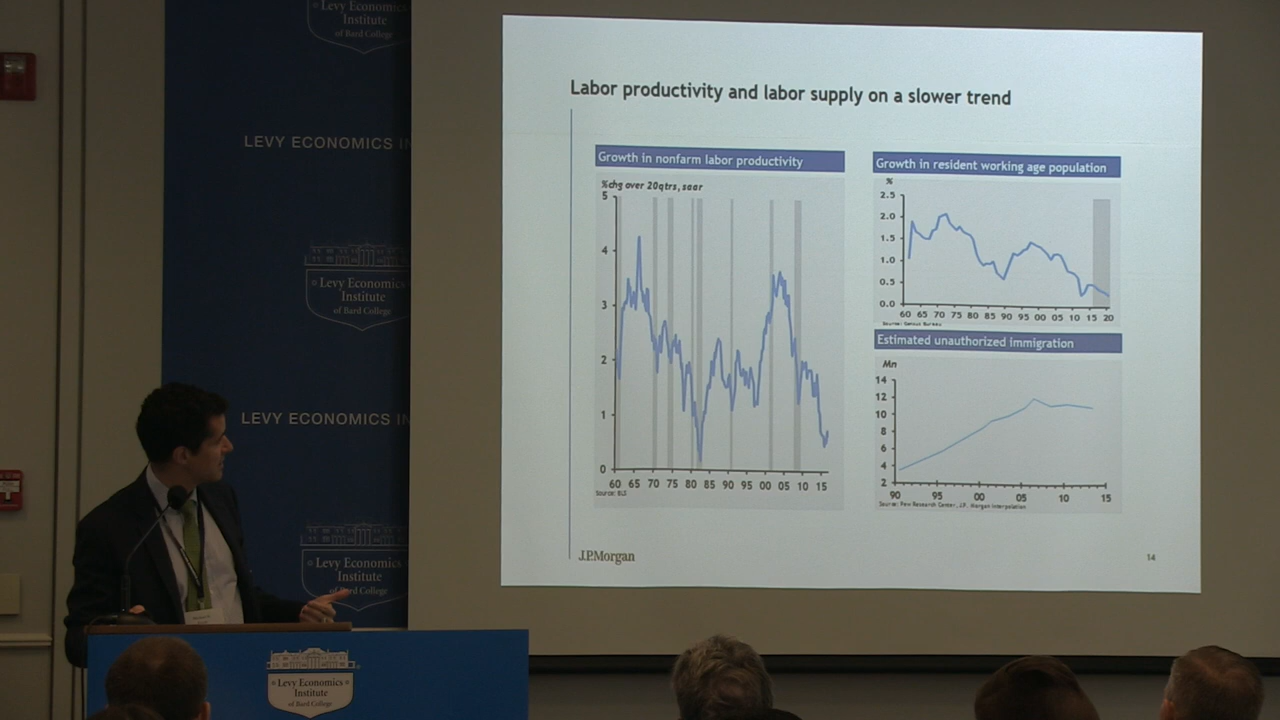 Levy Economics
Institute
of Bard College
LEVY ECONOMICS IN
Levy Economics
Institute
of Bard College
LEVY ECONOMICS IN
Levy Economics
Institute
of Bard College
Levy Economics
Institute
of Bard College
Labor productivity and labor supply on a slower trend
Growth in nonfarm labor productivity
%chg over 20qtrs, saar
5
4
3
2
1
0
60 65 70 75 80 85 90 95 00 05 10 15
Source: BLS
Growth in resident working age population
%
2.5
2.0
1.5
1.0
0.5
0.0
60 65 70 75 80 85 90 95 00 05 10 15 20
Source: Census Bureau
Estimated unauthorized immigration
Mn
14
12
10
8
6
4
2
90 95 00 05 10 15
Source: Pew Research Center, J.P. Morgan interpolation
J.P.Morgan
14